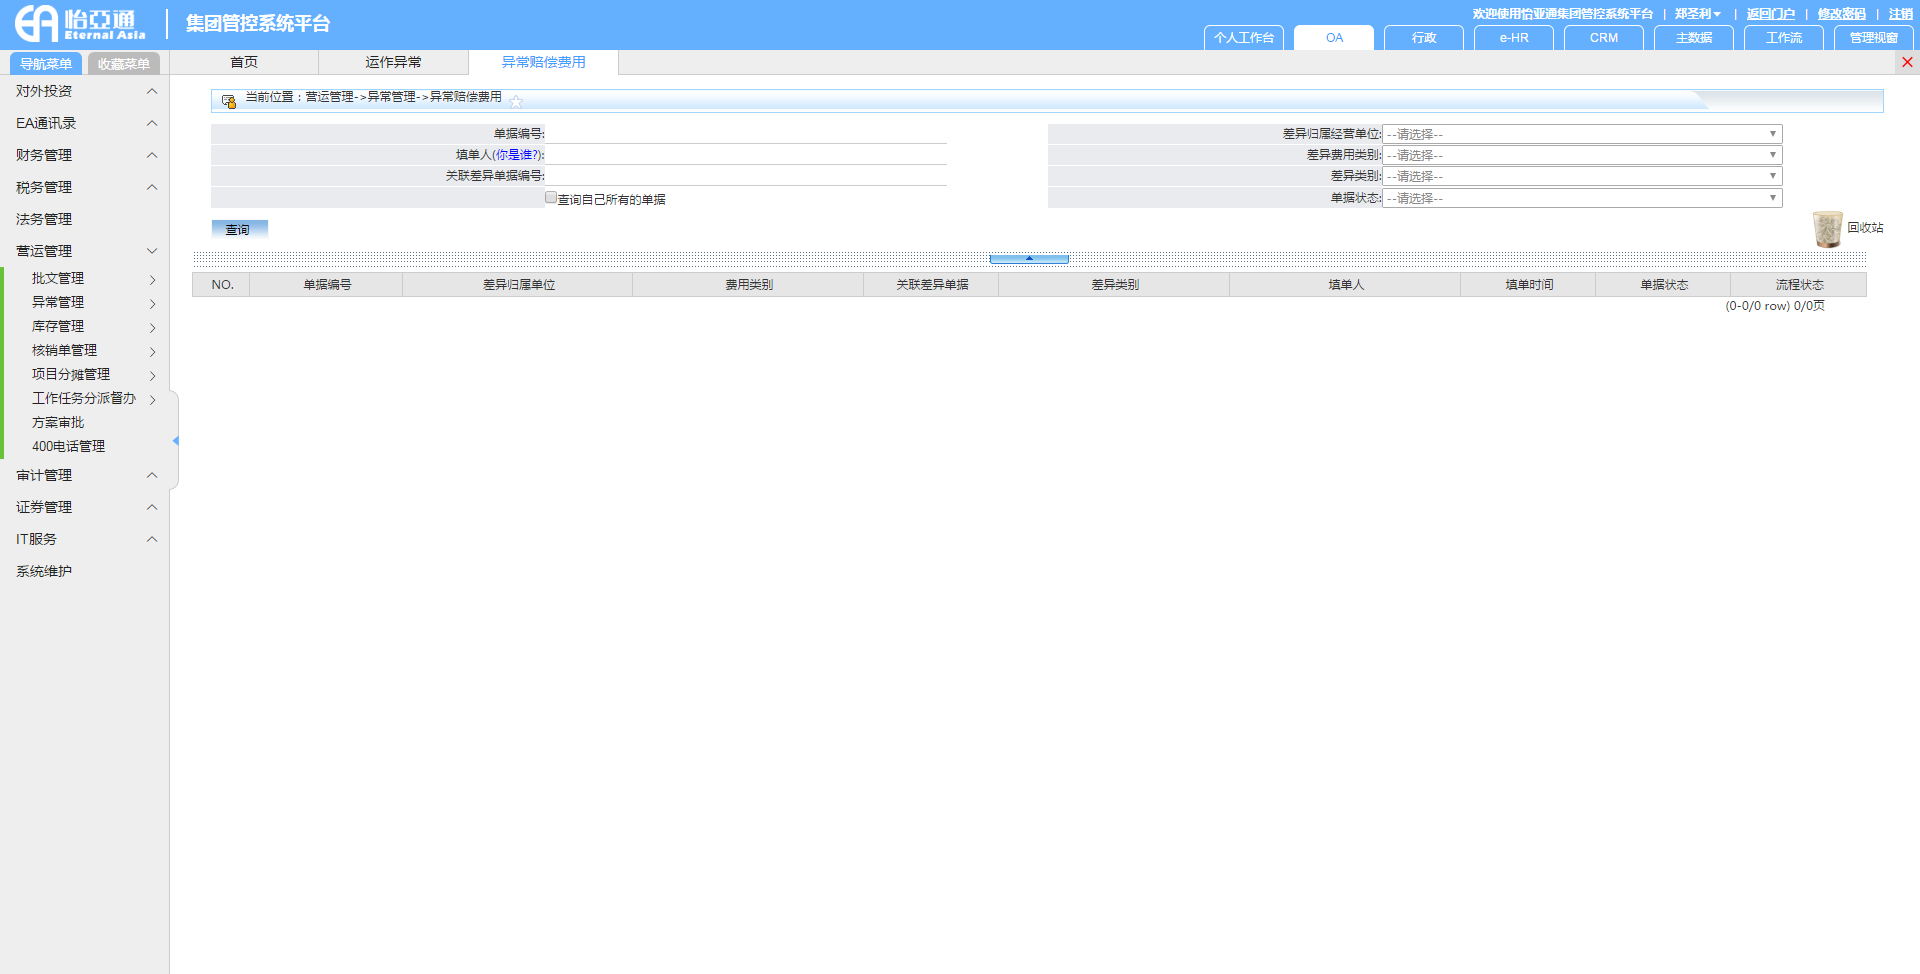 怡亞通 Eternal Asia 集团管控系统平台
欢迎使用怡亚通集团管控系统平台 | 郑圣利 | 返回门户 | 修改密码 | 注销
个人工作台 OA 行政 e-HR CRM 主数据 工作流 管理视窗
导航菜单 收藏菜单 首页 运作异常 异常赔偿费用
对外投资
EA通讯录
财务管理
税务管理
法务管理
营运管理
批文管理
异常管理
库存管理
核销单管理
项目分摊管理
工作任务分派督办
方案审批
400电话管理
审计管理
证券管理
IT服务
系统维护
当前位置：营运管理->异常管理->异常赔偿费用
单据编号: 差异归属经营单位: --请选择--
填单人(你是谁?): 差异费用类别: --请选择--
关联差异单据编号: 差异类别: --请选择--
查询自己所有的单据 单据状态: --请选择--
查询 回收站
NO. 单据编号 差异归属单位 费用类别 关联差异单据 差异类别 填单人 填单时间 单据状态 流程状态
(0-0/0 row) 0/0页